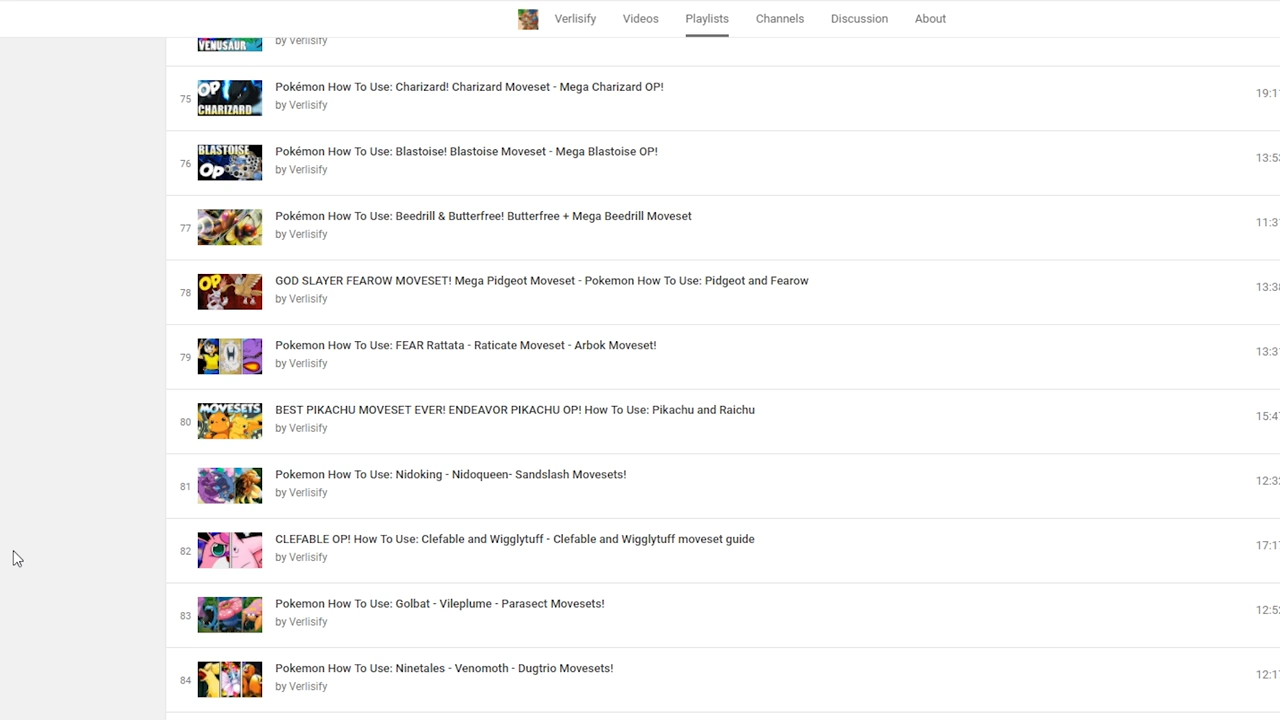 Verlisify Videos Playlists Channels Discussion About
VENUSAUR
by Verlisify
75
OP
CHARIZARD
Pokémon How To Use: Charizard! Charizard Moveset - Mega Charizard OP!
by Verlisify
76
BLASTOISE
OP
Pokémon How To Use: Blastoise! Blastoise Moveset - Mega Blastoise OP!
by Verlisify
77
Pokémon How To Use: Beedrill & Butterfree! Butterfree + Mega Beedrill Moveset
by Verlisify
78
OP
GOD SLAYER FEAROW MOVESET! Mega Pidgeot Moveset - Pokemon How To Use: Pidgeot and Fearow
by Verlisify
79
Pokemon How To Use: FEAR Rattata - Raticate Moveset - Arbok Moveset!
by Verlisify
80
MOVESETS
BEST PIKACHU MOVESET EVER! ENDEAVOR PIKACHU OP! How To Use: Pikachu and Raichu
by Verlisify
81
Pokemon How To Use: Nidoking - Nidoqueen- Sandslash Movesets!
by Verlisify
82
CLEFABLE OP! How To Use: Clefable and Wigglytuff - Clefable and Wigglytuff moveset guide
by Verlisify
83
Pokemon How To Use: Golbat - Vileplume - Parasect Movesets!
by Verlisify
84
Pokemon How To Use: Ninetales - Venomoth - Dugtrio Movesets!
by Verlisify